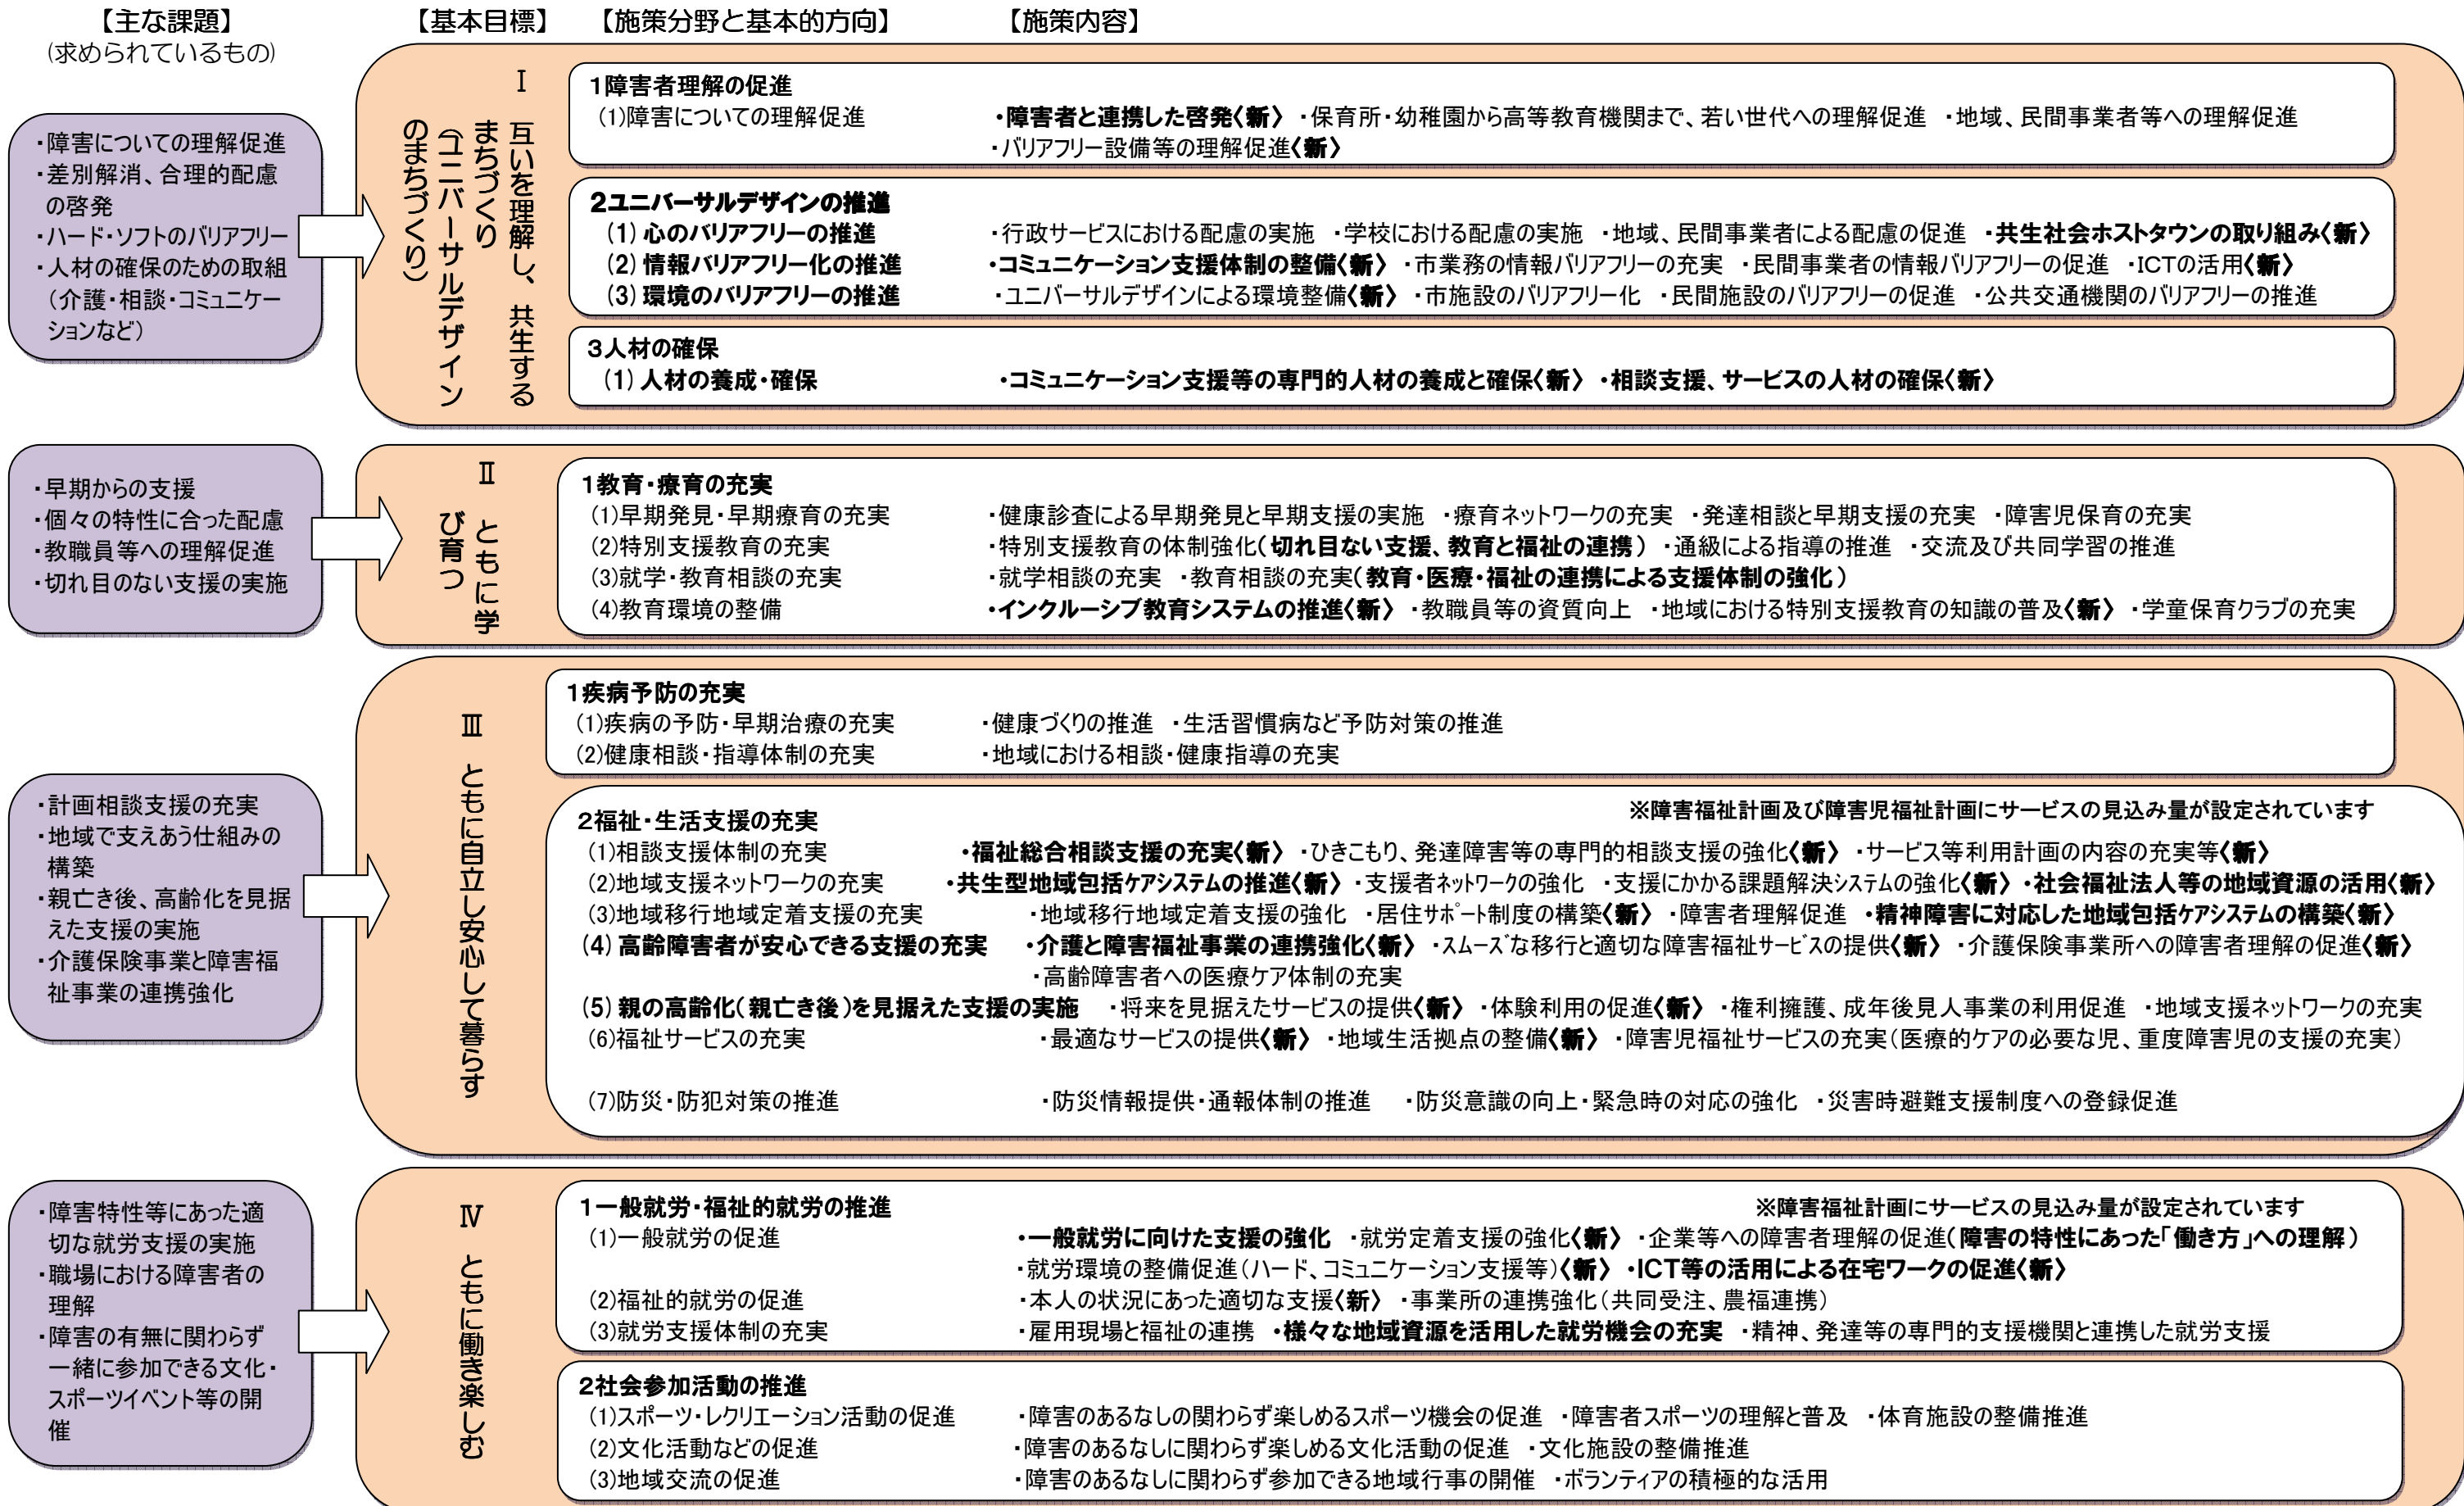 【主な課題】
(求められているもの)
【基本目標】
【施策分野と基本的方向】
【施策内容】
・障害についての理解促進
・差別解消、合理的配慮
の啓発
・ハード・ソフトのバリアフリー
・人材の確保のための取組
(介護・相談・コミュニケー
ションなど)
Ⅰ 互いを理解し、共生する
まちづくり
(ユニバーサルデザイン
のまちづくり)
1障害者理解の促進
(1)障害についての理解促進 ・障害者と連携した啓発〈新〉 ・保育所・幼稚園から高等教育機関まで、若い世代への理解促進 ・地域、民間事業者等への理解促進
・バリアフリー設備等の理解促進〈新〉
2ユニバーサルデザインの推進
(1) 心のバリアフリーの推進 ・行政サービスにおける配慮の実施 ・学校における配慮の実施 ・地域、民間事業者による配慮の促進 ・共生社会ホストタウンの取り組み〈新〉
(2) 情報バリアフリー化の推進 ・コミュニケーション支援体制の整備〈新〉 ・市業務の情報バリアフリーの充実 ・民間事業者の情報バリアフリーの促進 ・ICTの活用〈新〉
(3) 環境のバリアフリーの推進 ・ユニバーサルデザインによる環境整備〈新〉 ・市施設のバリアフリー化 ・民間施設のバリアフリーの促進 ・公共交通機関のバリアフリーの推進
3人材の確保
(1) 人材の養成・確保 ・コミュニケーション支援等の専門的人材の養成と確保〈新〉 ・相談支援、サービスの人材の確保〈新〉
・早期からの支援
・個々の特性に合った配慮
・教職員等への理解促進
・切れ目のない支援の実施
Ⅱ ともに学
び育つ
1教育・療育の充実
(1)早期発見・早期療育の充実 ・健康診査による早期発見と早期支援の実施 ・療育ネットワークの充実 ・発達相談と早期支援の充実 ・障害児保育の充実
(2)特別支援教育の充実 ・特別支援教育の体制強化(切れ目ない支援、教育と福祉の連携) ・通級による指導の推進 ・交流及び共同学習の推進
(3)就学・教育相談の充実 ・就学相談の充実 ・教育相談の充実(教育・医療・福祉の連携による支援体制の強化)
(4)教育環境の整備 ・インクルーシブ教育システムの推進〈新〉 ・教職員等の資質向上 ・地域における特別支援教育の知識の普及〈新〉 ・学童保育クラブの充実
・計画相談支援の充実
・地域で支えあう仕組みの
構築
・親亡き後、高齢化を見据
えた支援の実施
・介護保険事業と障害福
祉事業の連携強化
Ⅲ ともに自立し安心して暮らす
1疾病予防の充実
(1)疾病の予防・早期治療の充実 ・健康づくりの推進 ・生活習慣病など予防対策の推進
(2)健康相談・指導体制の充実 ・地域における相談・健康指導の充実
2福祉・生活支援の充実 ※障害福祉計画及び障害児福祉計画にサービスの見込み量が設定されています
(1)相談支援体制の充実 ・福祉総合相談支援の充実〈新〉 ・ひきこもり、発達障害等の専門的相談支援の強化〈新〉 ・サービス等利用計画の内容の充実等〈新〉
(2)地域支援ネットワークの充実 ・共生型地域包括ケアシステムの推進〈新〉 ・支援者ネットワークの強化 ・支援にかかる課題解決システムの強化〈新〉 ・社会福祉法人等の地域資源の活用〈新〉
(3)地域移行地域定着支援の充実 ・地域移行地域定着支援の強化 ・居住サポート制度の構築〈新〉 ・障害者理解促進 ・精神障害に対応した地域包括ケアシステムの構築〈新〉
(4) 高齢障害者が安心できる支援の充実 ・介護と障害福祉事業の連携強化〈新〉 ・スムーズな移行と適切な障害福祉サービスの提供〈新〉 ・介護保険事業所への障害者理解の促進〈新〉
・高齢障害者への医療ケア体制の充実
(5) 親の高齢化(親亡き後)を見据えた支援の実施 ・将来を見据えたサービスの提供〈新〉 ・体験利用の促進〈新〉 ・権利擁護、成年後見人事業の利用促進 ・地域支援ネットワークの充実
(6)福祉サービスの充実 ・最適なサービスの提供〈新〉 ・地域生活拠点の整備〈新〉 ・障害児福祉サービスの充実(医療的ケアの必要な児、重度障害児の支援の充実)
(7)防災・防犯対策の推進 ・防災情報提供・通報体制の推進 ・防災意識の向上・緊急時の対応の強化 ・災害時避難支援制度への登録促進
・障害特性等にあった適
切な就労支援の実施
・職場における障害者の
理解
・障害の有無に関わらず
一緒に参加できる文化・
スポーツイベント等の開
催
Ⅳ ともに働き楽しむ
1一般就労・福祉的就労の推進 ※障害福祉計画にサービスの見込み量が設定されています
(1)一般就労の促進 ・一般就労に向けた支援の強化 ・就労定着支援の強化〈新〉 ・企業等への障害者理解の促進(障害の特性にあった「働き方」への理解)
・就労環境の整備促進(ハード、コミュニケーション支援等)〈新〉 ・ICT等の活用による在宅ワークの促進〈新〉
(2)福祉的就労の促進 ・本人の状況にあった適切な支援〈新〉 ・事業所の連携強化(共同受注、農福連携)
(3)就労支援体制の充実 ・雇用現場と福祉の連携 ・様々な地域資源を活用した就労機会の充実 ・精神、発達等の専門的支援機関と連携した就労支援
2社会参加活動の推進
(1)スポーツ・レクリエーション活動の促進 ・障害のあるなしの関わらず楽しめるスポーツ機会の促進 ・障害者スポーツの理解と普及 ・体育施設の整備推進
(2)文化活動などの促進 ・障害のあるなしに関わらず楽しめる文化活動の促進 ・文化施設の整備推進
(3)地域交流の促進 ・障害のあるなしに関わらず参加できる地域行事の開催 ・ボランティアの積極的な活用